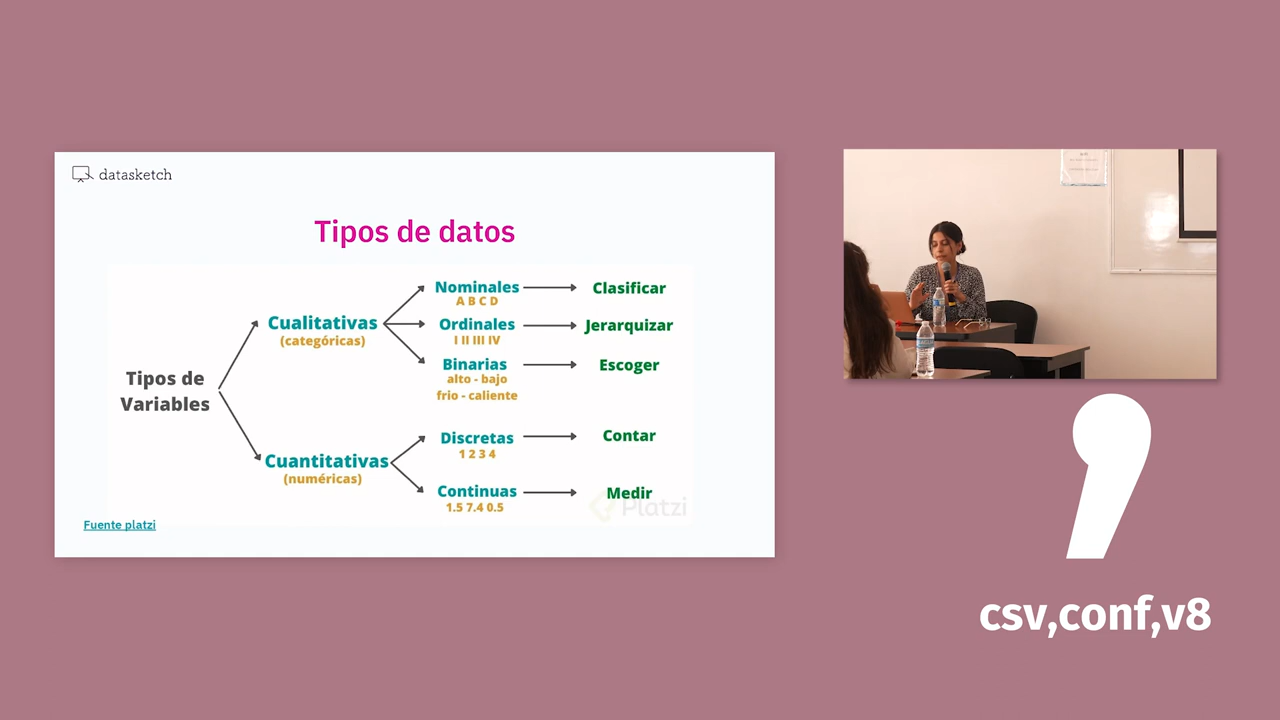 datasketch
Tipos de datos
Tipos de
Variables
Cualitativas
(categóricas)
Nominales
A B C D
Clasificar
Ordinales
I II III IV
Jerarquizar
Binarias
alto - bajo
frio - caliente
Escoger
Cuantitativas
(numéricas)
Discretas
1 2 3 4
Contar
Continuas
1.5 7.4 0.5
Medir
Platzi
Fuente platzi
csv,conf,v8